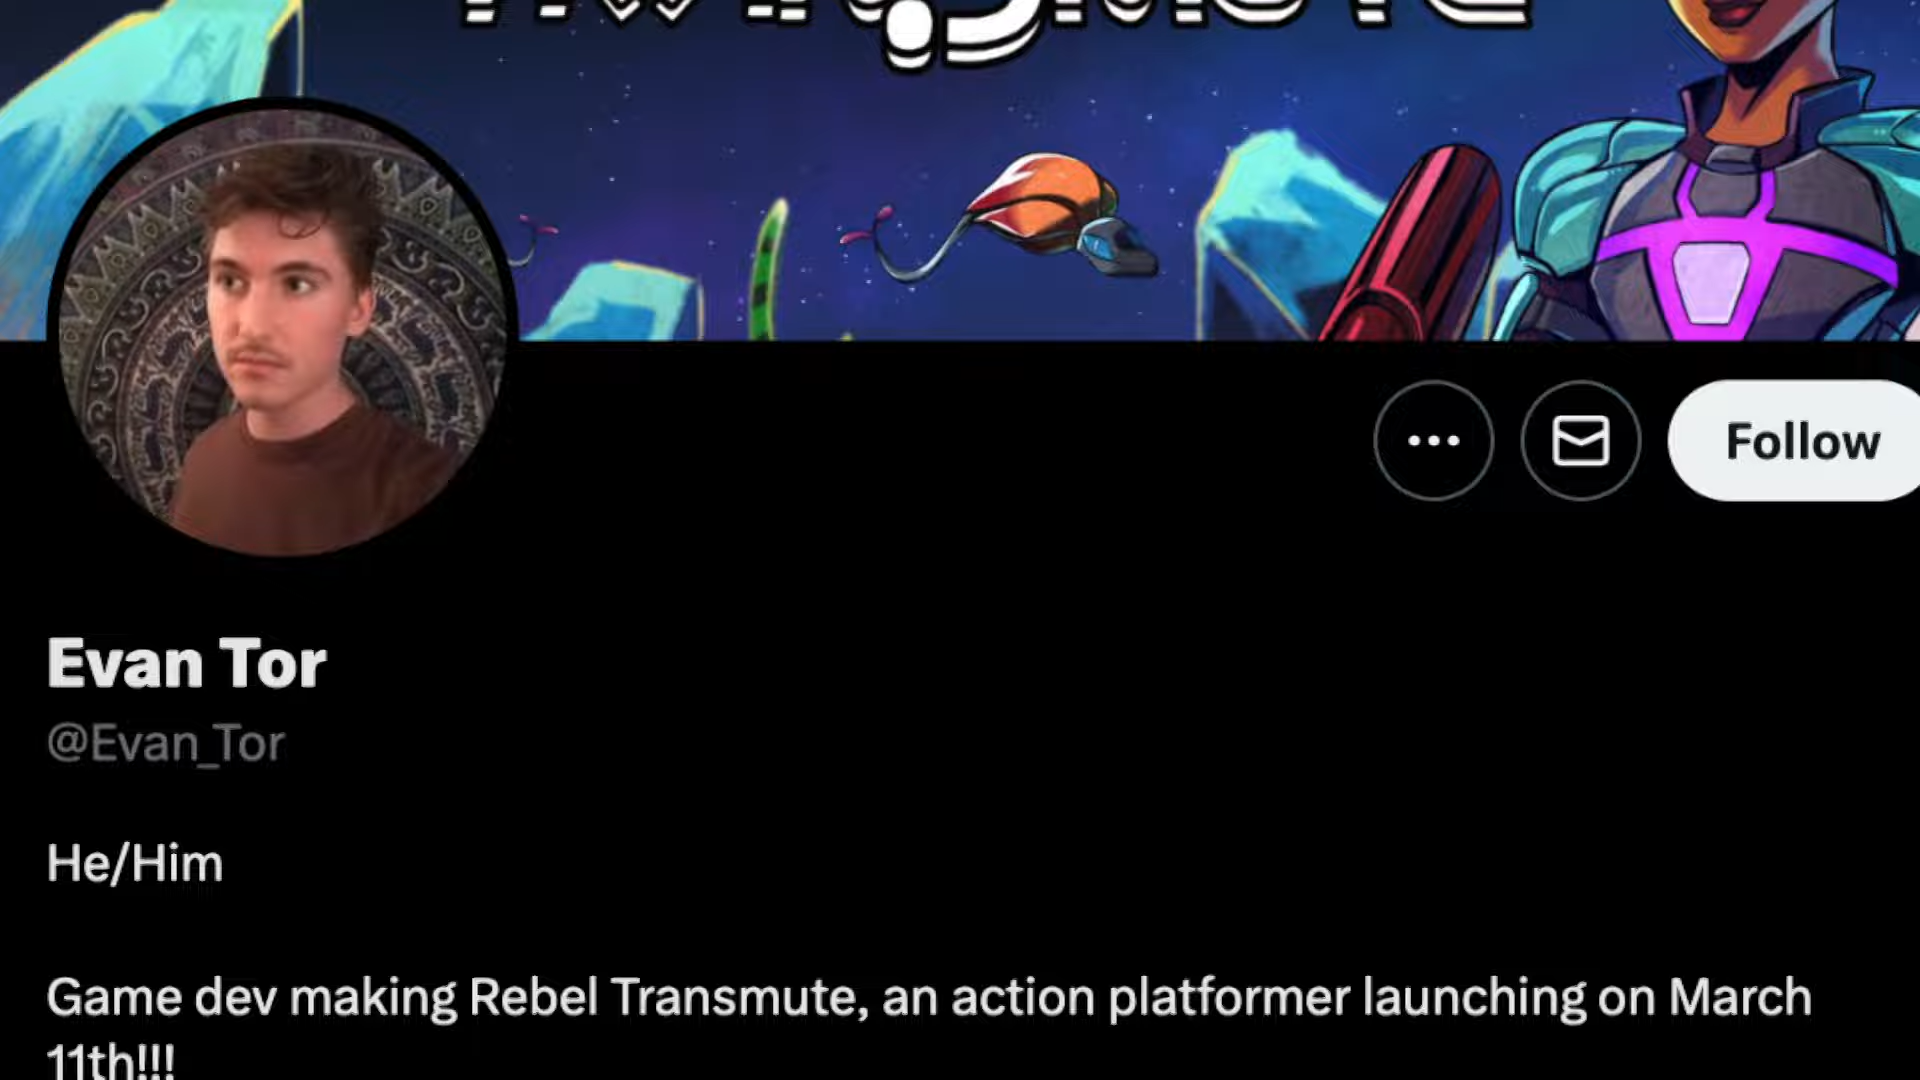 Follow
Evan Tor
@Evan_Tor
He/Him
Game dev making Rebel Transmute, an action platformer launching on March
11th!!!